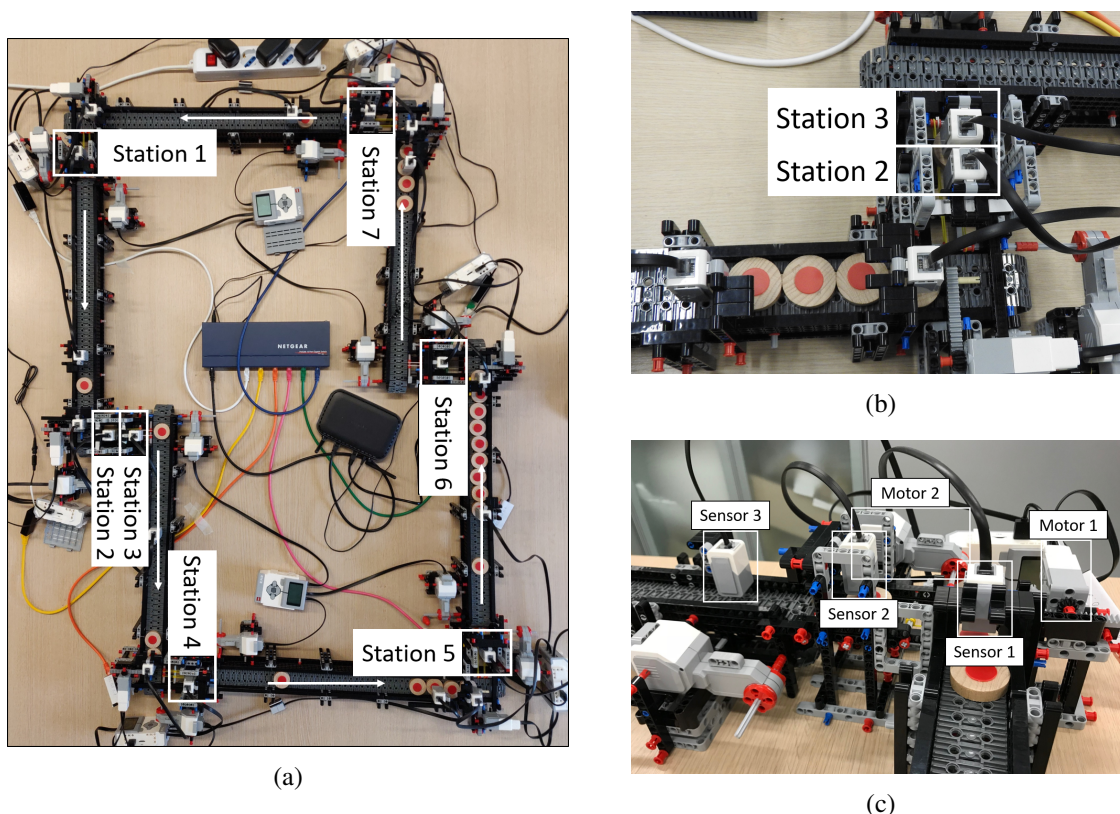 Station 1
Station 7
NETGEAR
Station 6
Station 2
Station 3
Station 4
Station 5
(a)
Station 3
Station 2
(b)
Sensor 3
Motor 2
Motor 1
Sensor 2
Sensor 1
(c)